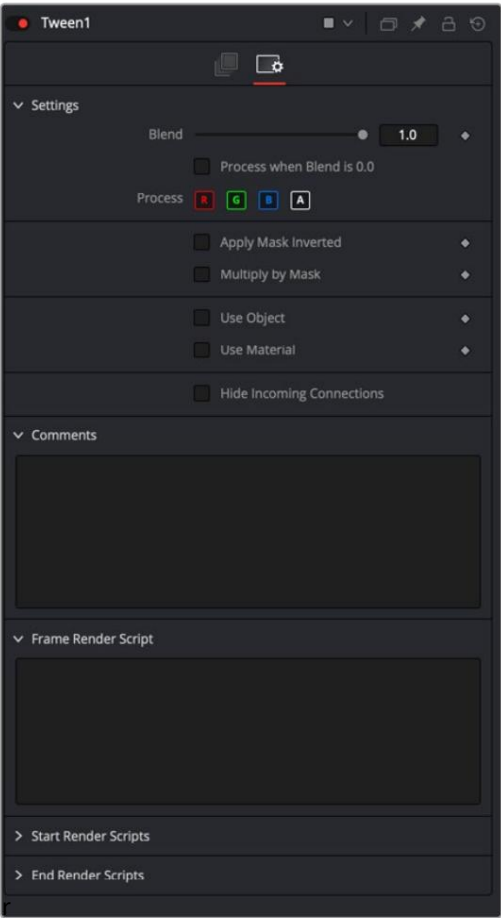 Tween1
Settings
Blend 1.0
Process when Blend is 0.0
Process R G B A
Apply Mask Inverted
Multiply by Mask
Use Object
Use Material
Hide Incoming Connections
Comments
Frame Render Script
Start Render Scripts
End Render Scripts
r